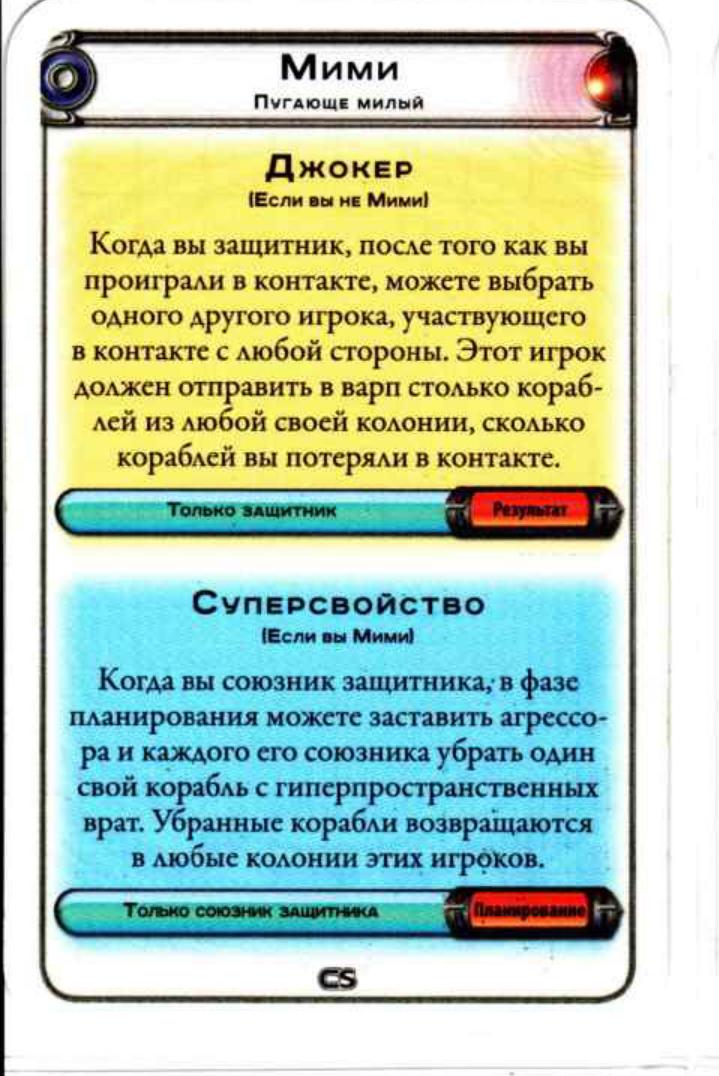 Мими
Пугающе милый
Джокер
(Если вы не Мими)
Когда вы защитник, после того как вы
проиграли в контакте, можете выбрать
одного другого игрока, участвующего
в контакте с любой стороны. Этот игрок
должен отправить в варп столько кораб-
лей из любой своей колонии, сколько
кораблей вы потеряли в контакте.
Только защитник
Результат
Суперсвойство
(Если вы Мими)
Когда вы союзник защитника, в фазе
планирования можете заставить агрессо-
ра и каждого его союзника убрать один
свой корабль с гиперпространственных
врат. Убранные корабли возвращаются
в любые колонии этих игроков.
Только союзник защитника
Планирование
CS